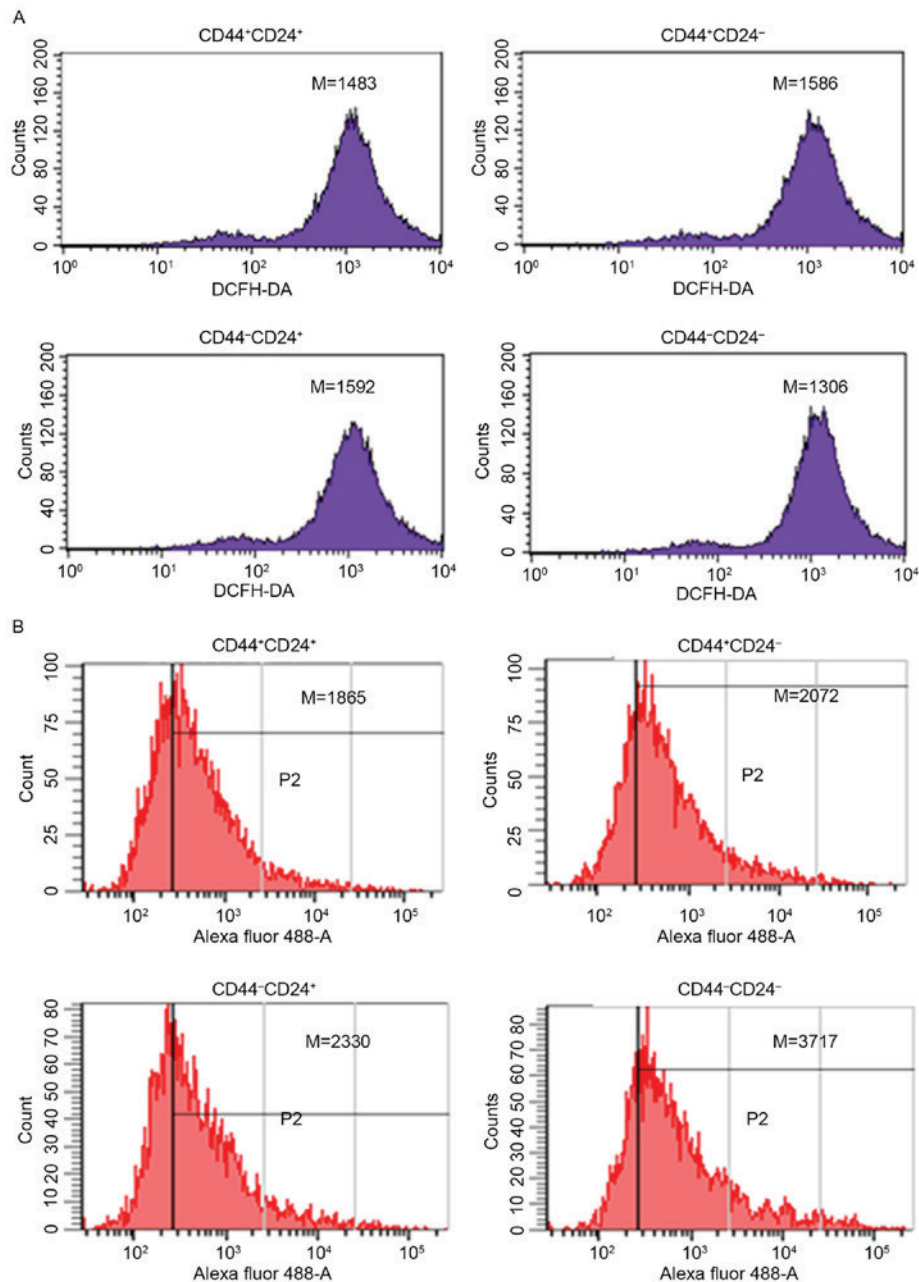 A
CD44⁺CD24⁺
CD44⁺CD24⁻
200
160
120
80
40
0
Counts
M=1483
10⁰ 10¹ 10² 10³ 10⁴
DCFH-DA
200
160
120
80
40
0
Counts
M=1586
10⁰ 10¹ 10² 10³ 10⁴
DCFH-DA
CD44⁻CD24⁺
CD44⁻CD24⁻
200
160
120
80
40
0
Counts
M=1592
10⁰ 10¹ 10² 10³ 10⁴
DCFH-DA
200
160
120
80
40
0
Counts
M=1306
10⁰ 10¹ 10² 10³ 10⁴
DCFH-DA
B
CD44⁺CD24⁺
CD44⁺CD24⁻
100
75
50
25
0
Count
M=1865
P2
10² 10³ 10⁴ 10⁵
Alexa fluor 488-A
100
75
50
25
0
Counts
M=2072
P2
10² 10³ 10⁴ 10⁵
Alexa fluor 488-A
CD44⁻CD24⁺
CD44⁻CD24⁻
80
70
60
50
40
30
20
10
0
Count
M=2330
P2
10² 10³ 10⁴ 10⁵
Alexa fluor 488-A
80
70
60
50
40
30
20
10
0
Counts
M=3717
P2
10² 10³ 10⁴ 10⁵
Alexa fluor 488-A